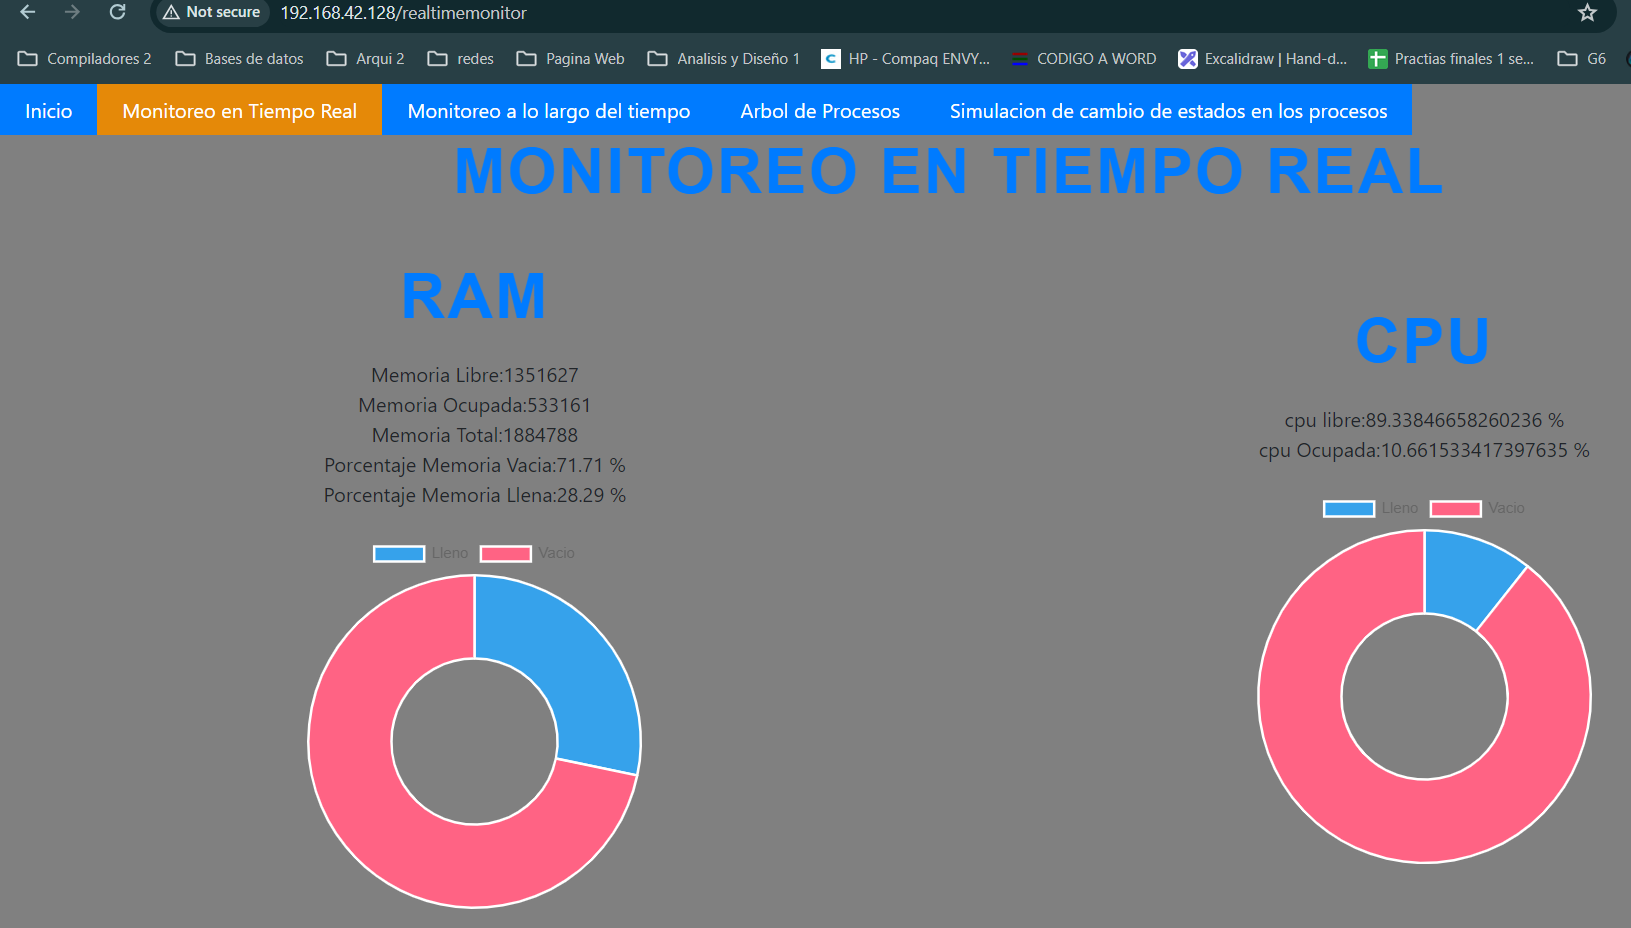 Not secure 192.168.42.128/realtimemonitor
Compiladores 2 Bases de datos Arqui 2 redes Pagina Web Analisis y Diseño 1 HP - Compaq ENVY... CODIGO A WORD Excalidraw | Hand-d... Practias finales 1 se... G6
Inicio Monitoreo en Tiempo Real Monitoreo a lo largo del tiempo Arbol de Procesos Simulacion de cambio de estados en los procesos
MONITOREO EN TIEMPO REAL
RAM
Memoria Libre:1351627
Memoria Ocupada:533161
Memoria Total:1884788
Porcentaje Memoria Vacia:71.71 %
Porcentaje Memoria Llena:28.29 %
Lleno Vacio
CPU
cpu libre:89.33846658260236 %
cpu Ocupada:10.661533417397635 %
Lleno Vacio